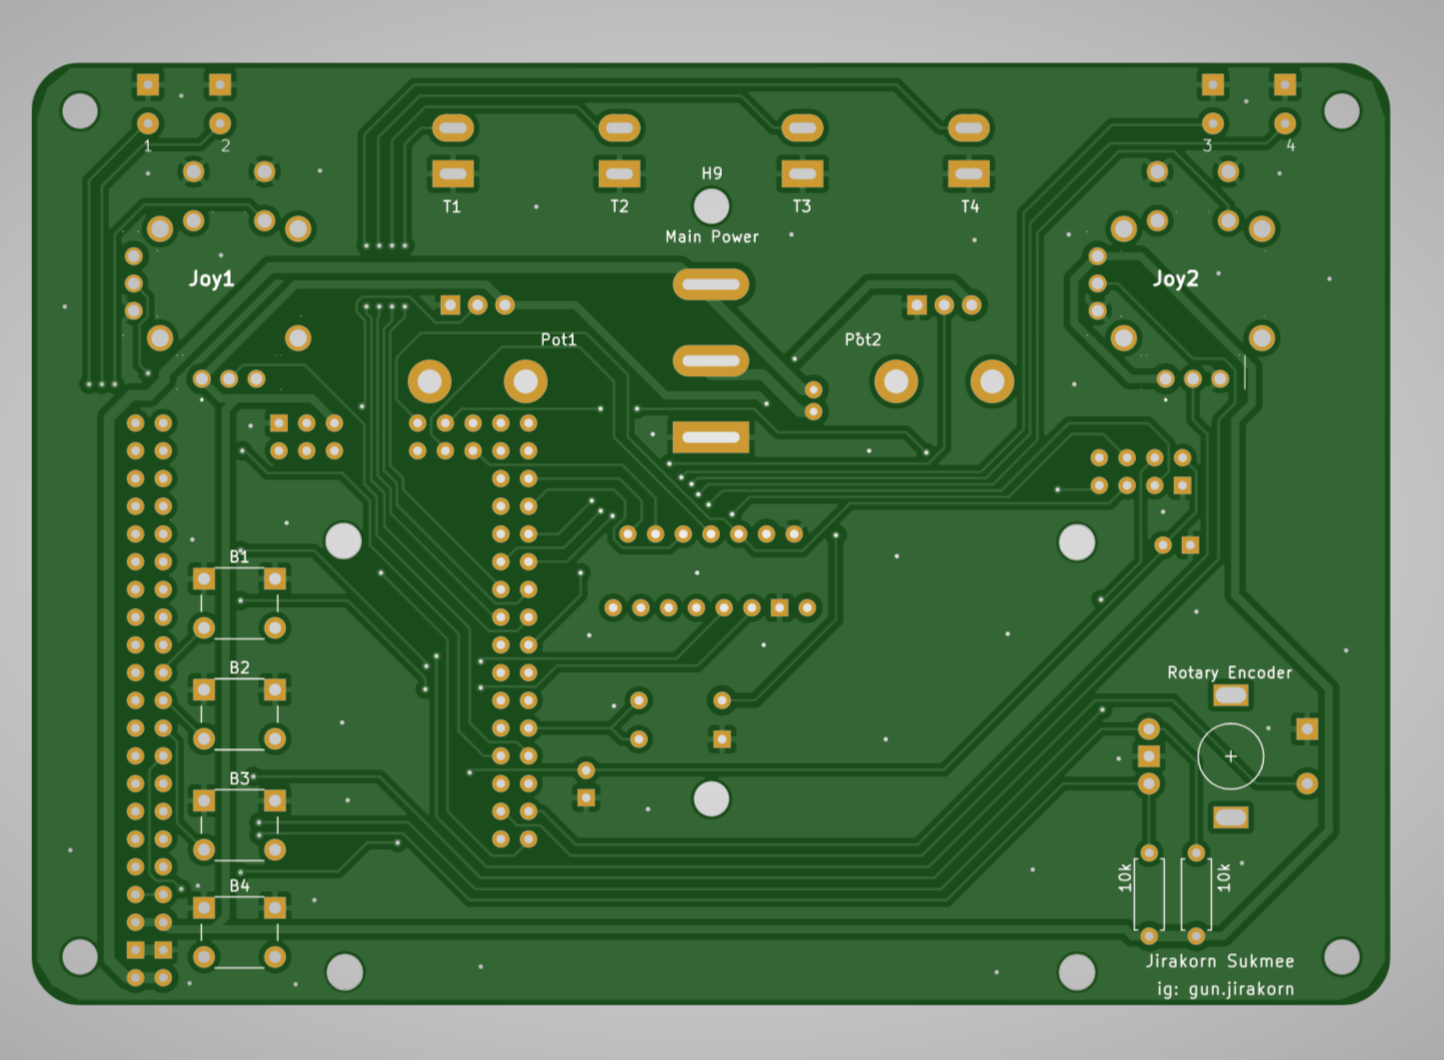 1
2
3
4
H9
T1
T2
T3
T4
Main Power
Joy1
Joy2
Pot1
Pot2
B1
B2
Rotary Encoder
B3
10k
10k
B4
Jirakorn Sukmee
ig: gun.jirakorn